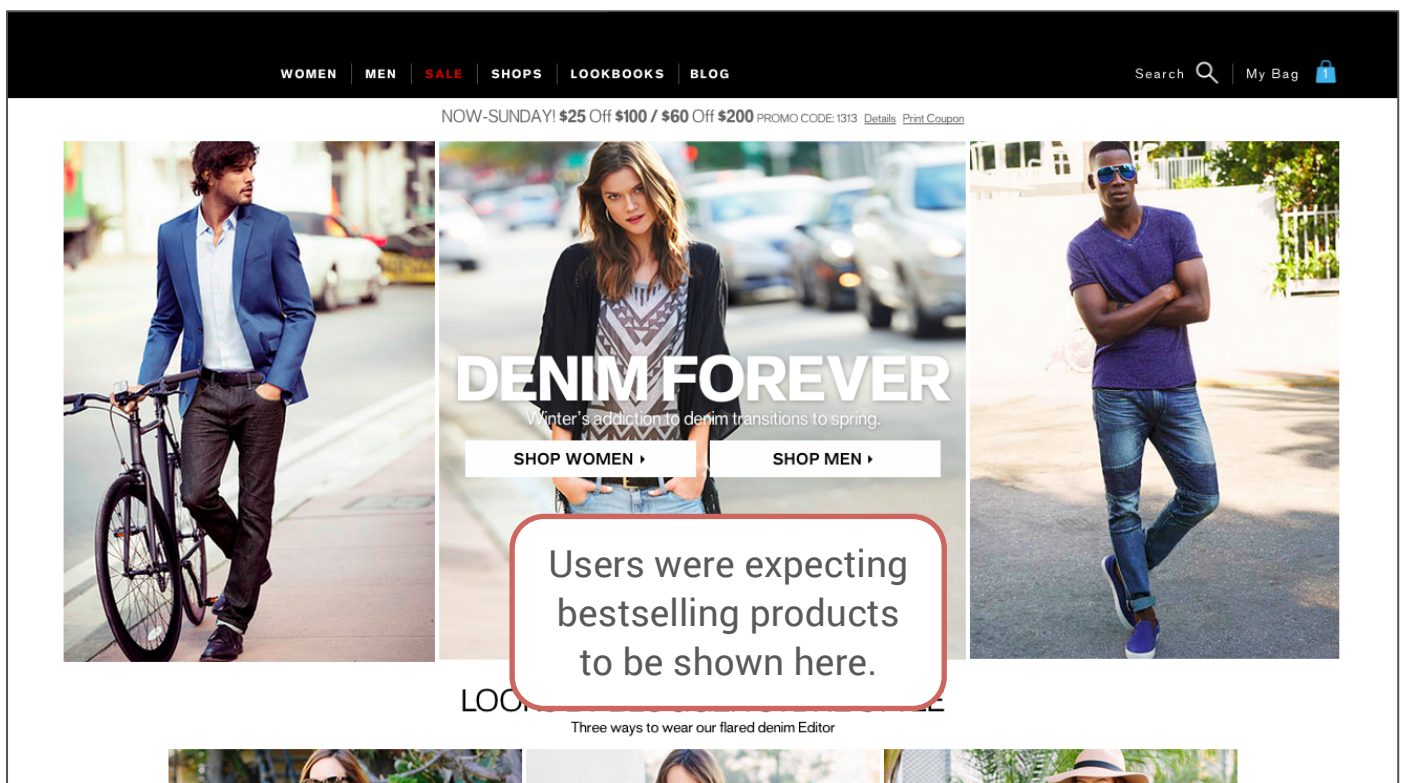 WOMEN MEN SALE SHOPS LOOKBOOKS BLOG Search My Bag 1
NOW-SUNDAY! $25 Off $100 / $60 Off $200 PROMO CODE: 1313 Details Print Coupon
DENIM FOREVER
Winter's addiction to denim transitions to spring.
SHOP WOMEN SHOP MEN
Users were expecting
bestselling products
to be shown here.
Three ways to wear our flared denim Editor